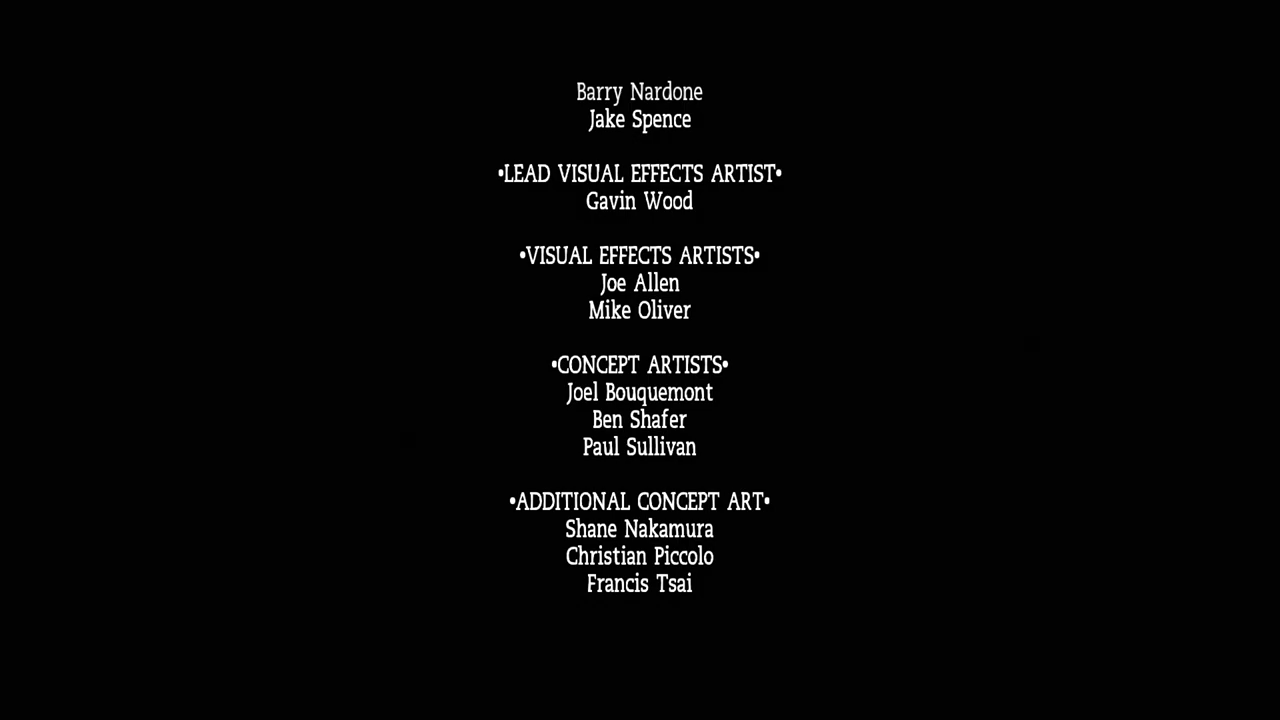 Barry Nardone
Jake Spence
•LEAD VISUAL EFFECTS ARTIST•
Gavin Wood
•VISUAL EFFECTS ARTISTS•
Joe Allen
Mike Oliver
•CONCEPT ARTISTS•
Joel Bouquemont
Ben Shafer
Paul Sullivan
•ADDITIONAL CONCEPT ART•
Shane Nakamura
Christian Piccolo
Francis Tsai